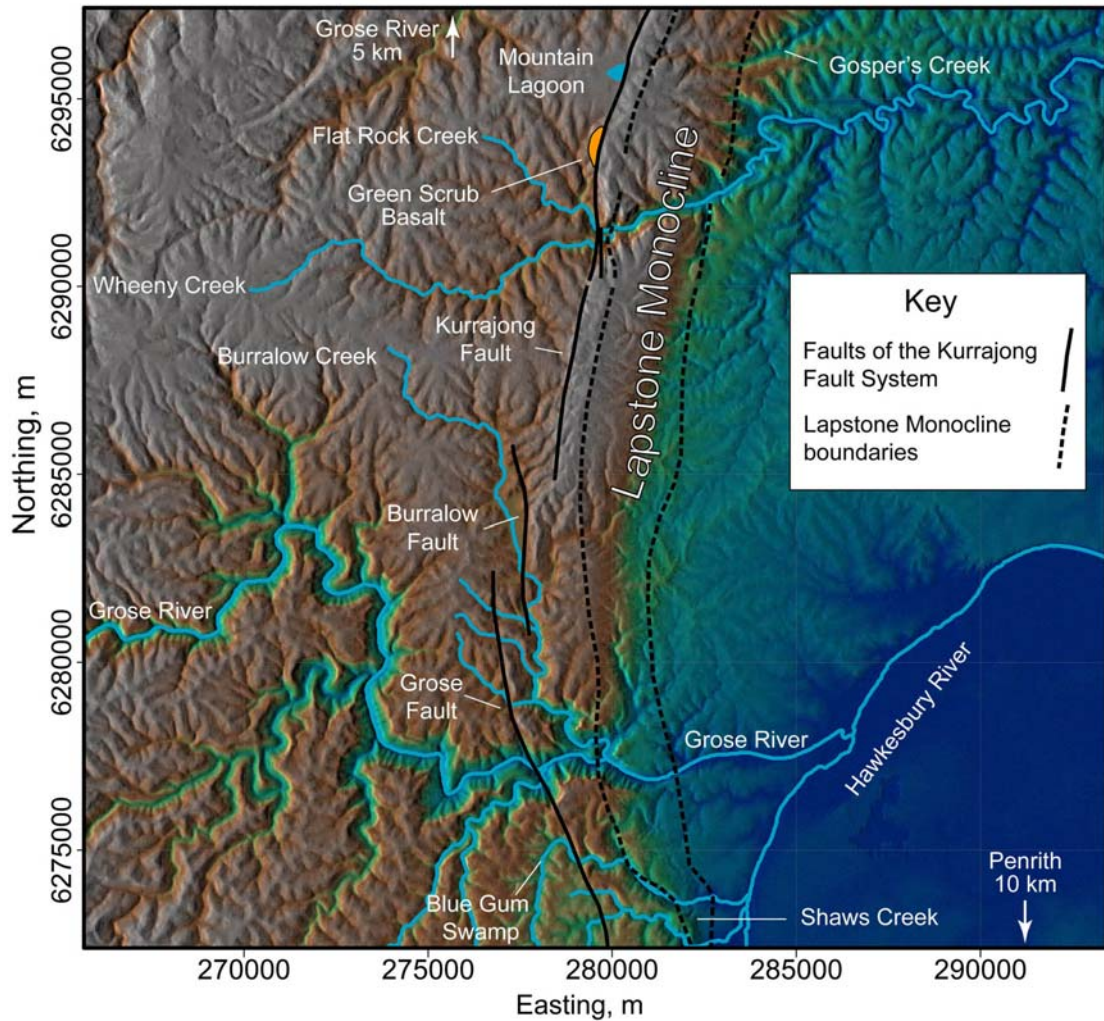 Grose River
5 km
Mountain
Lagoon
Gosper's Creek
Flat Rock Creek
Green Scrub
Basalt
Lapstone Monocline
Wheeny Creek
Kurrajong
Fault
Burralow Creek
Key
Faults of the Kurrajong
Fault System
Lapstone Monocline
boundaries
Burralow
Fault
Grose River
Grose
Fault
Grose River
Hawkesbury River
Blue Gum
Swamp
Shaws Creek
Penrith
10 km
Northing, m
6295000
6290000
6285000
6280000
6275000
270000
275000
280000
285000
290000
Easting, m